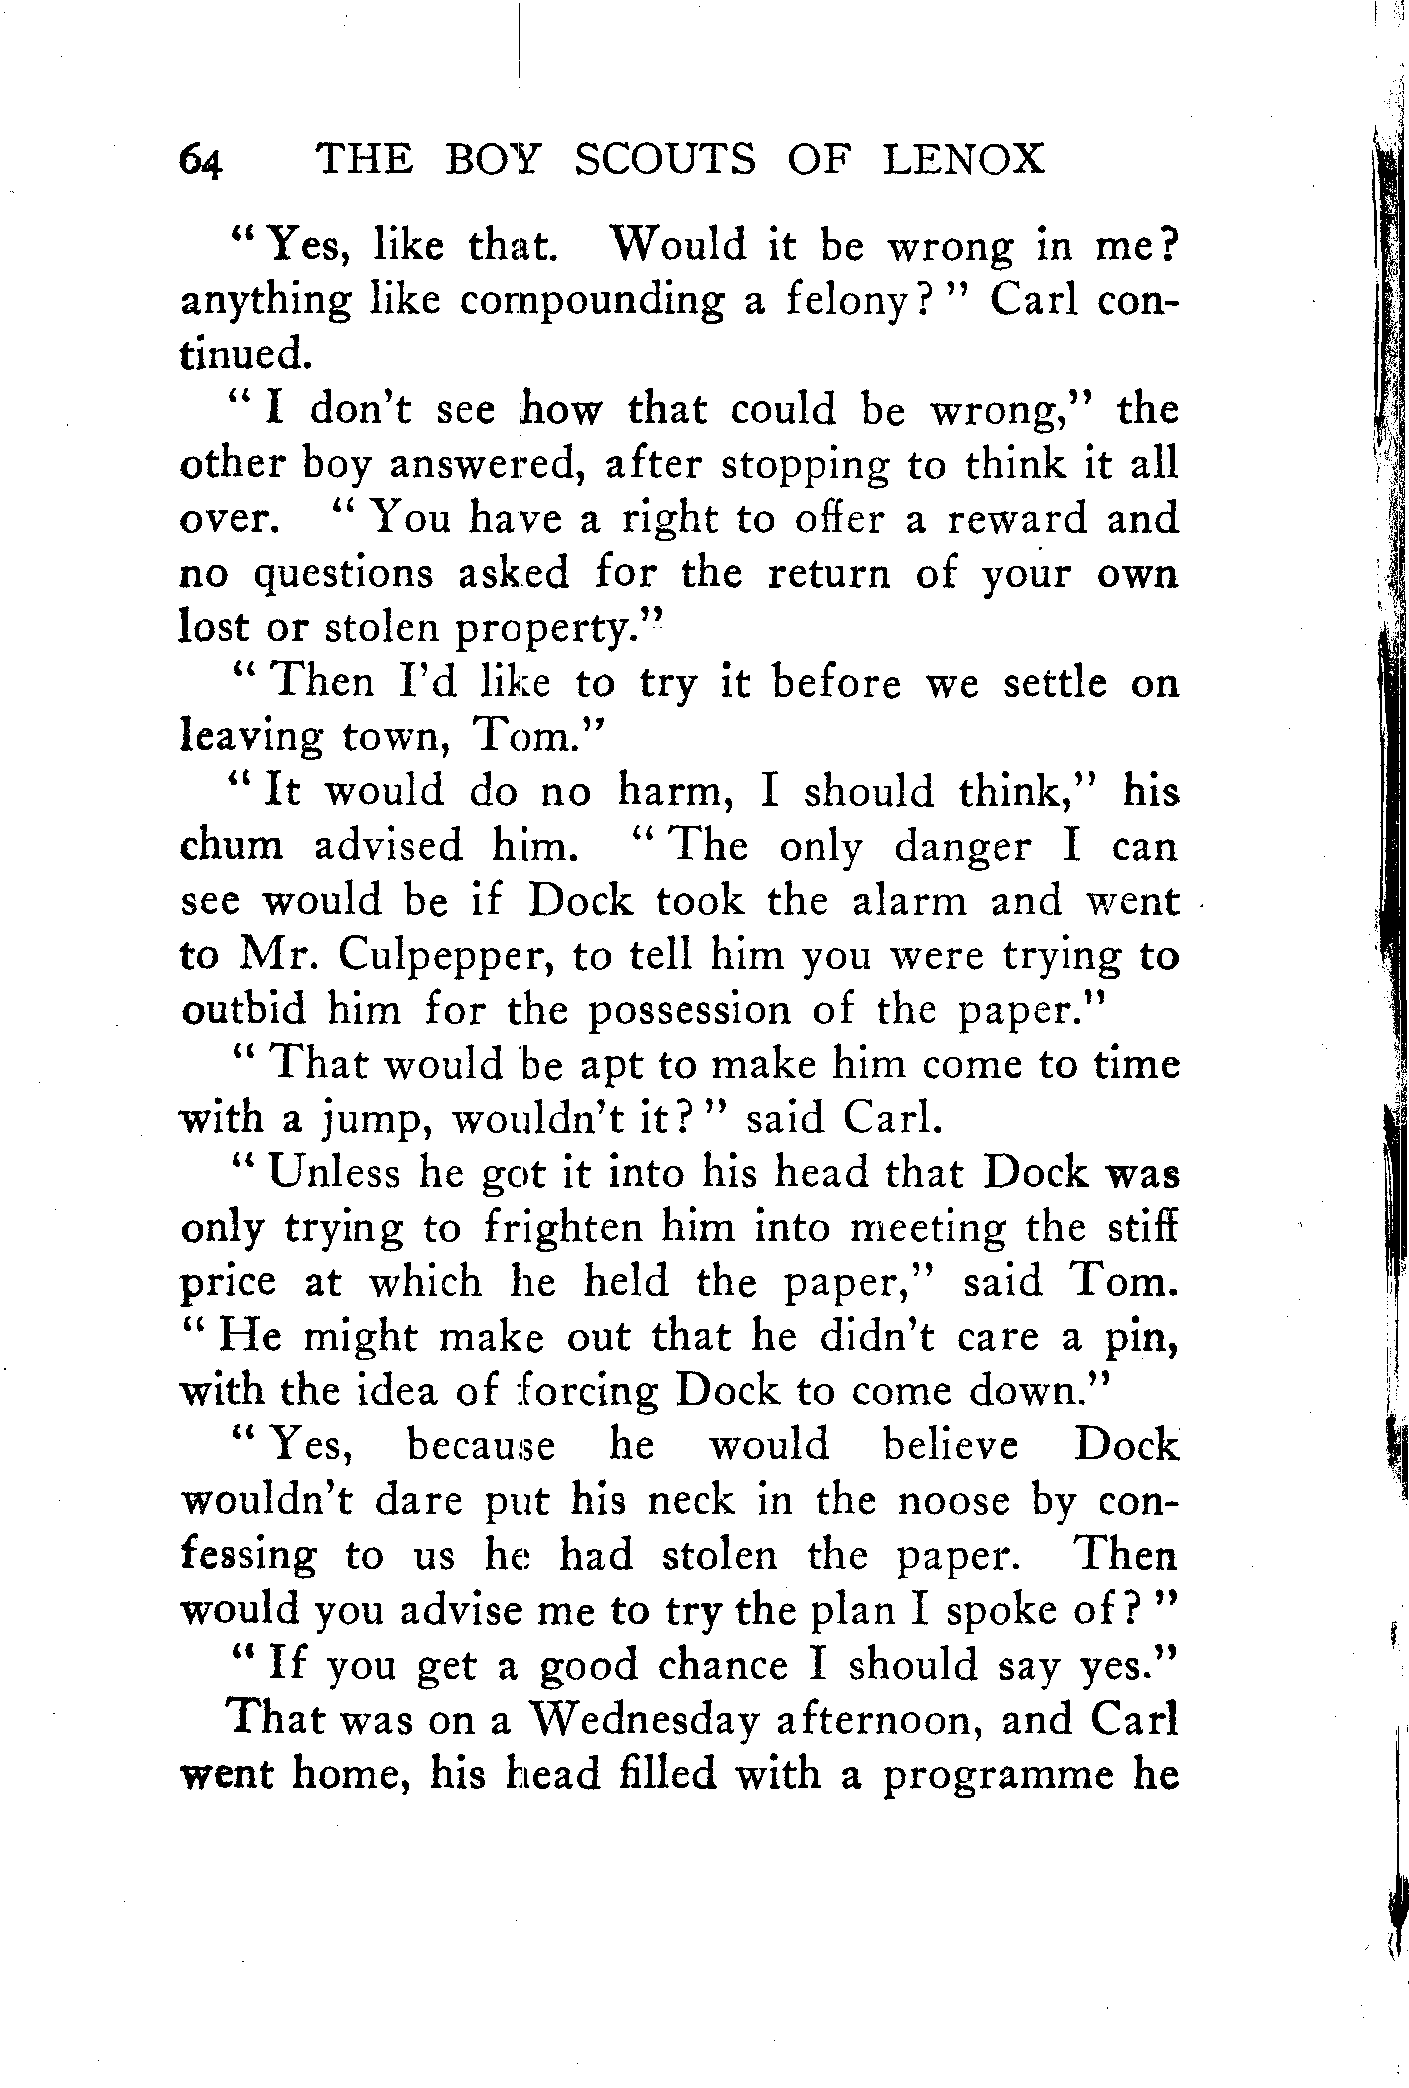 64 THE BOY SCOUTS OF LENOX
“ Yes, like that. Would it be wrong in me?
anything like compounding a felony? ” Carl con-
tinued.
“ I don’t see how that could be wrong,” the
other boy answered, after stopping to think it all
over. “ You have a right to offer a reward and
no questions asked for the return of your own
lost or stolen property.”
“ Then I’d like to try it before we settle on
leaving town, Tom.”
“ It would do no harm, I should think,” his
chum advised him. “ The only danger I can
see would be if Dock took the alarm and went
to Mr. Culpepper, to tell him you were trying to
outbid him for the possession of the paper.”
“ That would be apt to make him come to time
with a jump, wouldn’t it? ” said Carl.
“ Unless he got it into his head that Dock was
only trying to frighten him into meeting the stiff
price at which he held the paper,” said Tom.
“ He might make out that he didn’t care a pin,
with the idea of forcing Dock to come down.”
“ Yes, because he would believe Dock
wouldn’t dare put his neck in the noose by con-
fessing to us he had stolen the paper. Then
would you advise me to try the plan I spoke of? ”
“ If you get a good chance I should say yes.”
That was on a Wednesday afternoon, and Carl
went home, his head filled with a programme he